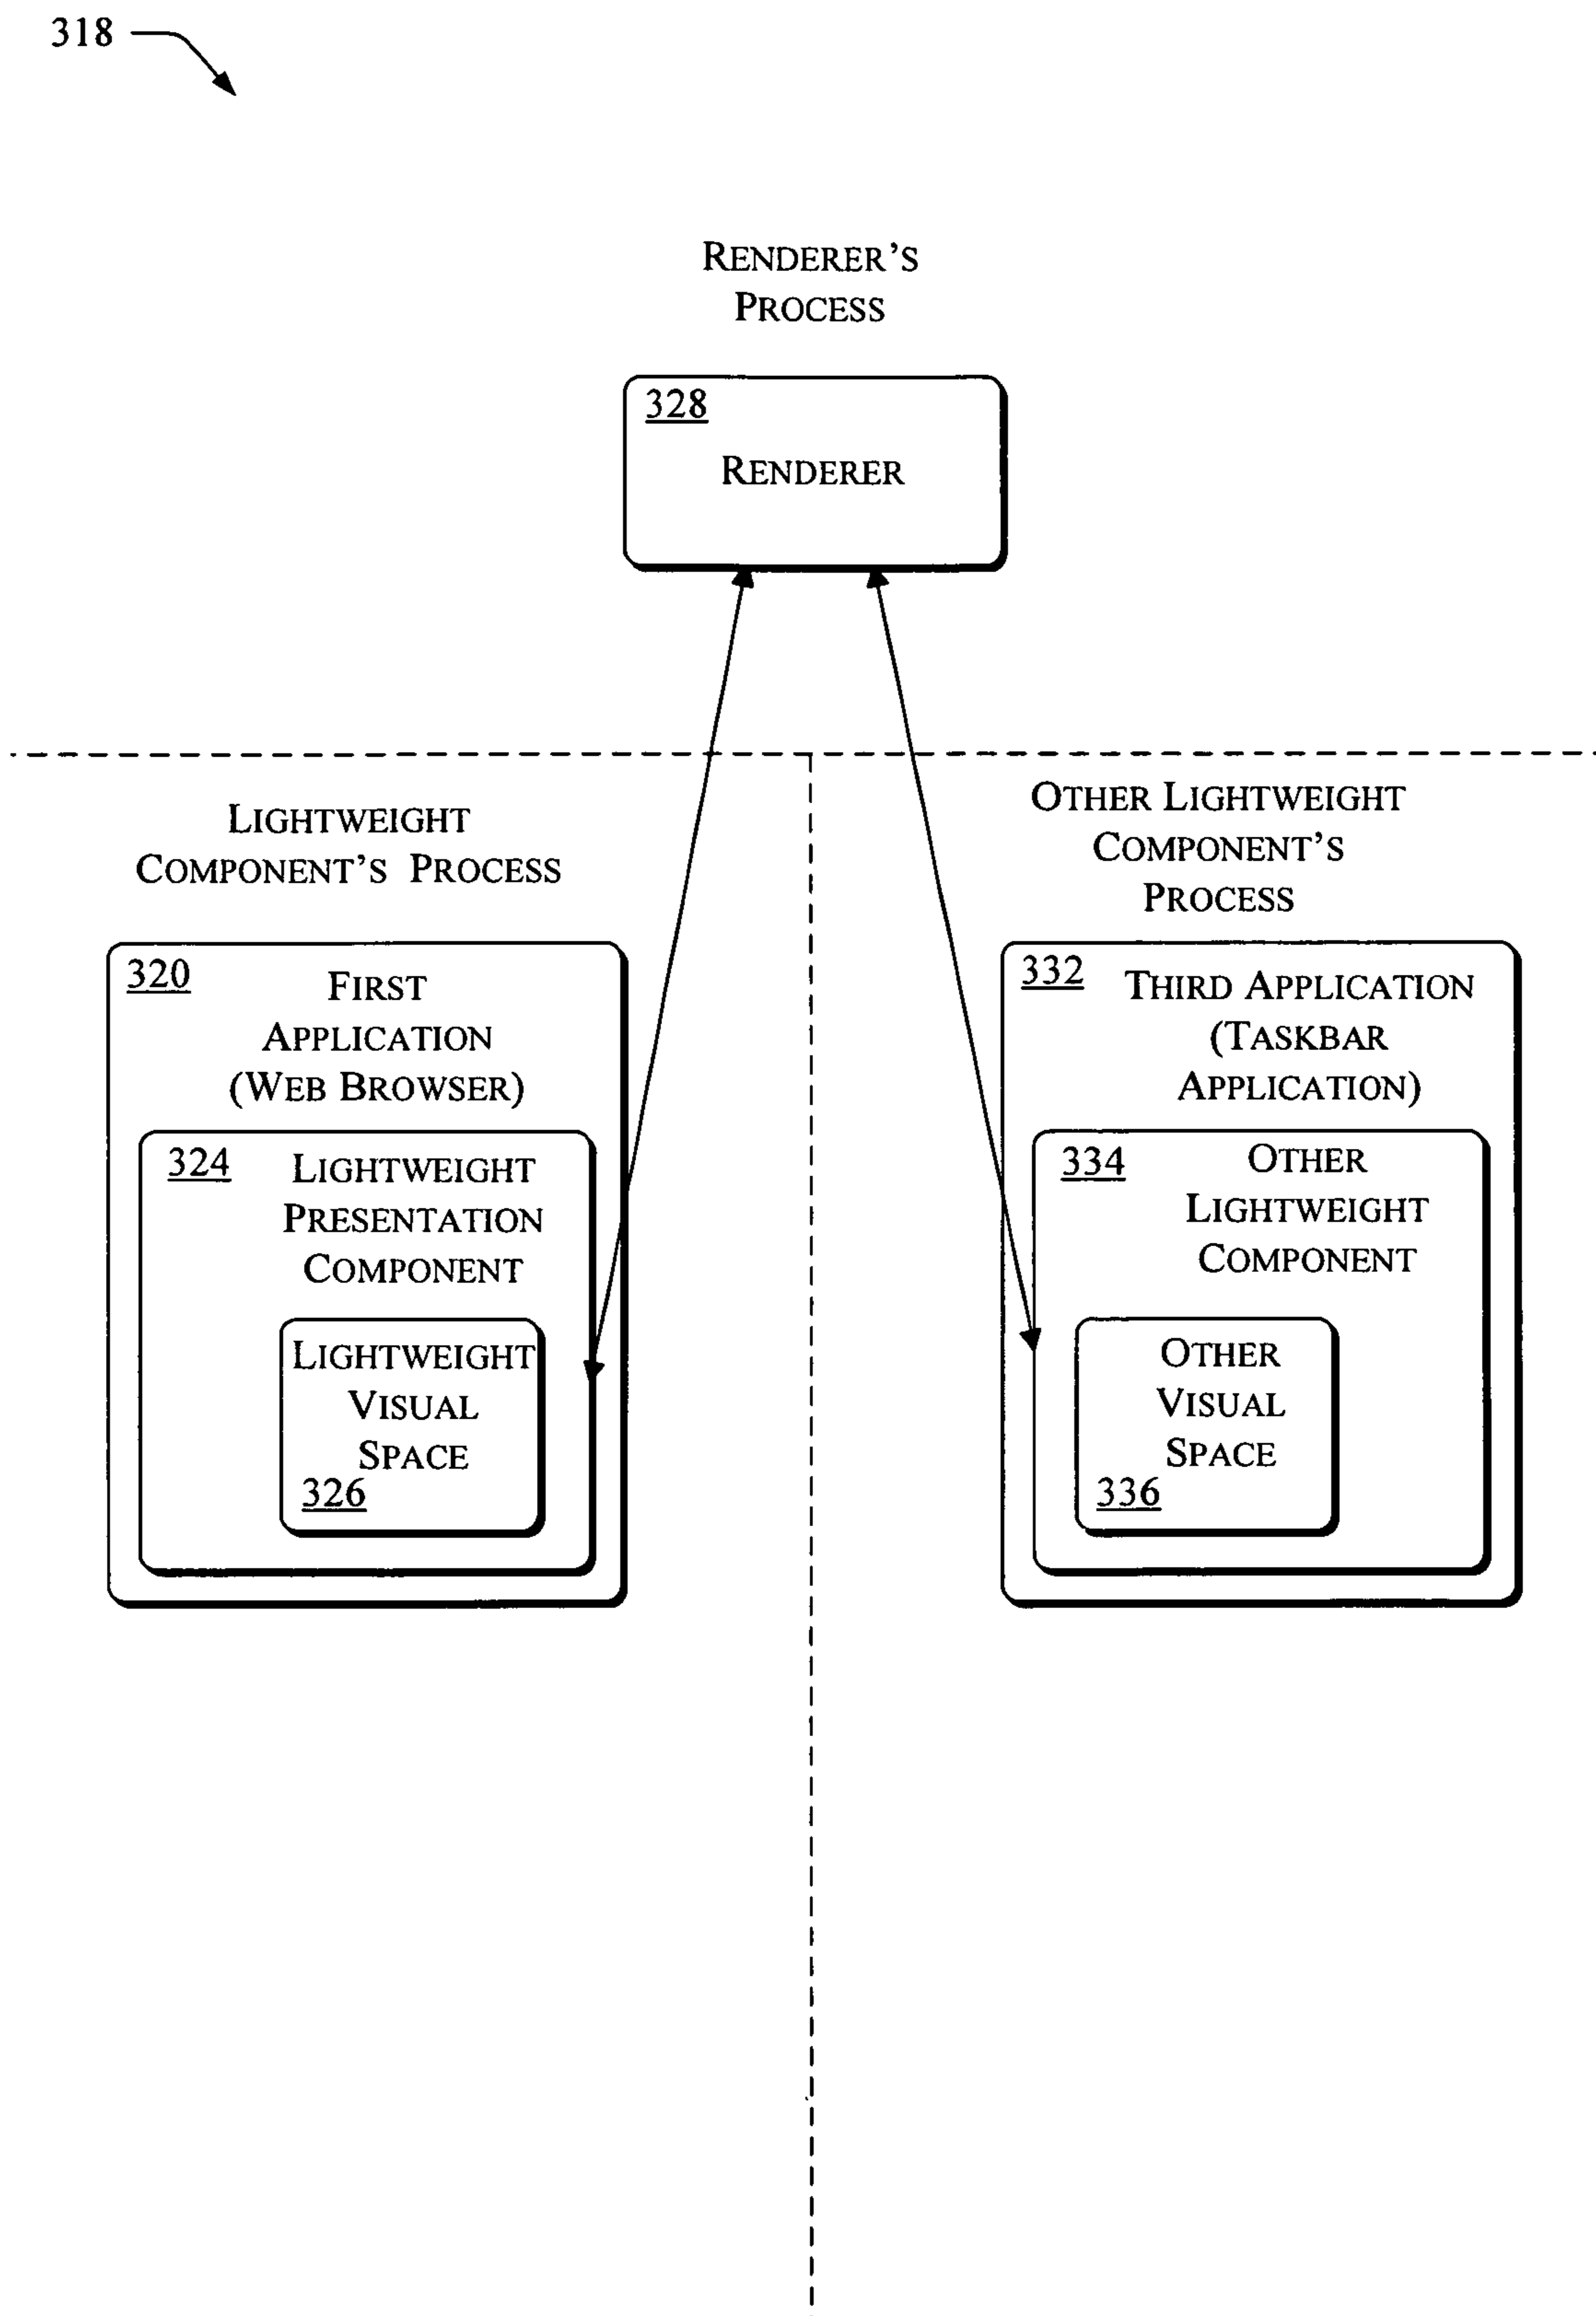 318
RENDERER'S
PROCESS
328
RENDERER
LIGHTWEIGHT
COMPONENT'S PROCESS
OTHER LIGHTWEIGHT
COMPONENT'S
PROCESS
320
FIRST
APPLICATION
(WEB BROWSER)
324
LIGHTWEIGHT
PRESENTATION
COMPONENT
LIGHTWEIGHT
VISUAL
SPACE
326
332
THIRD APPLICATION
(TASKBAR
APPLICATION)
334
OTHER
LIGHTWEIGHT
COMPONENT
OTHER
VISUAL
SPACE
336